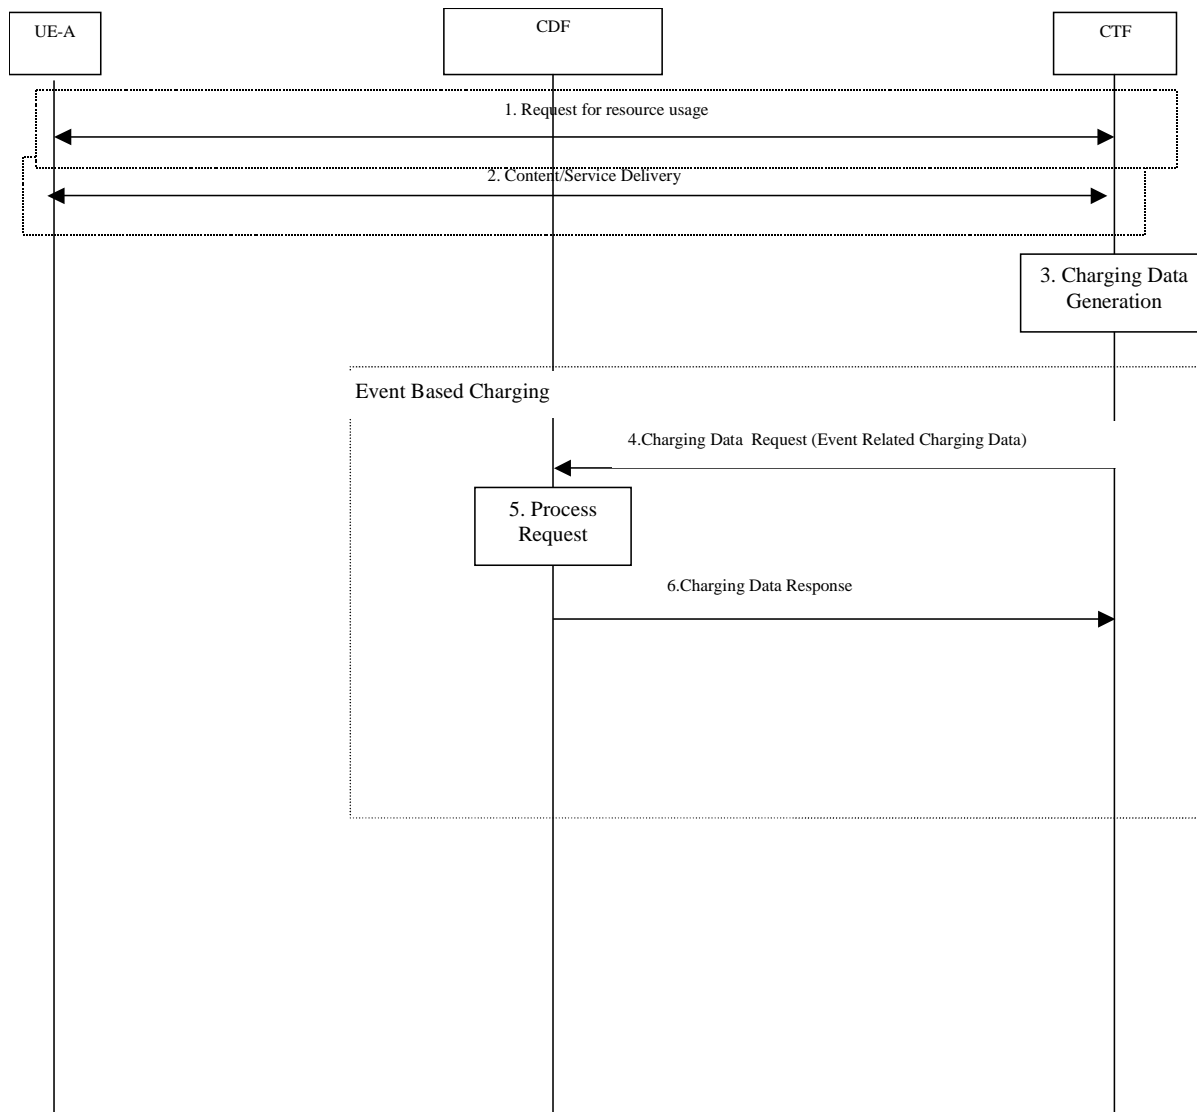 UE-A
CDF
CTF
1. Request for resource usage
2. Content/Service Delivery
3. Charging Data
Generation
Event Based Charging
4.Charging Data  Request (Event Related Charging Data)
5. Process
Request
6.Charging Data Response